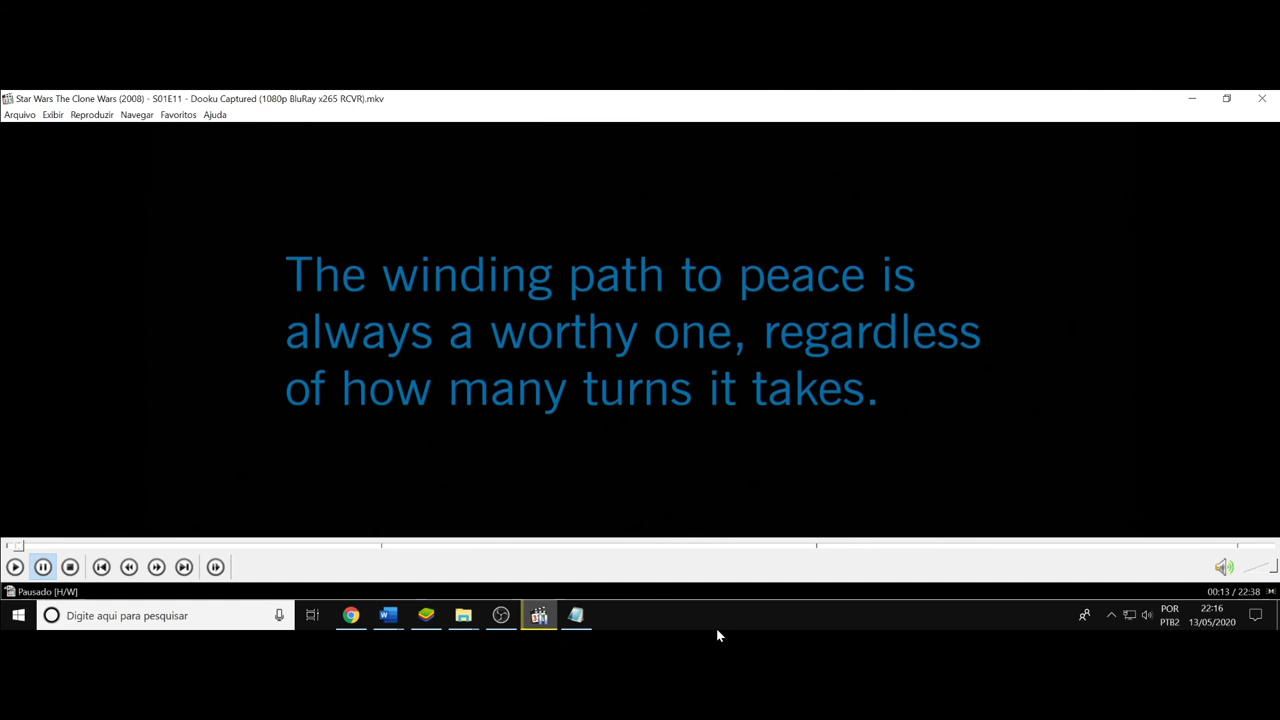 Star Wars The Clone Wars (2008) - S01E11 - Dooku Captured (1080p BluRay x265 RCVR).mkv
Arquivo Exibir Reproduzir Navegar Favoritos Ajuda
The winding path to peace is
always a worthy one, regardless
of how many turns it takes.
Pausado [H/W]
00:13 / 22:38
Digite aqui para pesquisar
POR
PTB2
22:16
13/05/2020